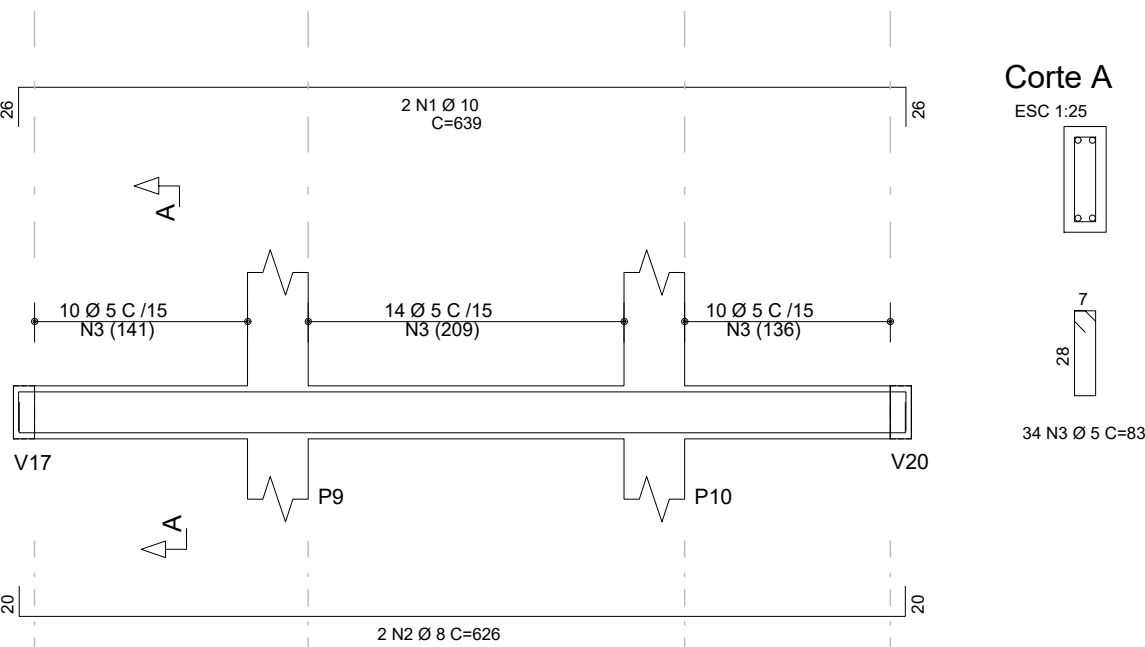 26
2 N1 Ø 10
C=639
26
Corte A
ESC 1:25
A
10 Ø 5 C /15
N3 (141)
14 Ø 5 C /15
N3 (209)
10 Ø 5 C /15
N3 (136)
7
28
34 N3 Ø 5 C=83
V17
V20
P9
P10
A
20
2 N2 Ø 8 C=626
20